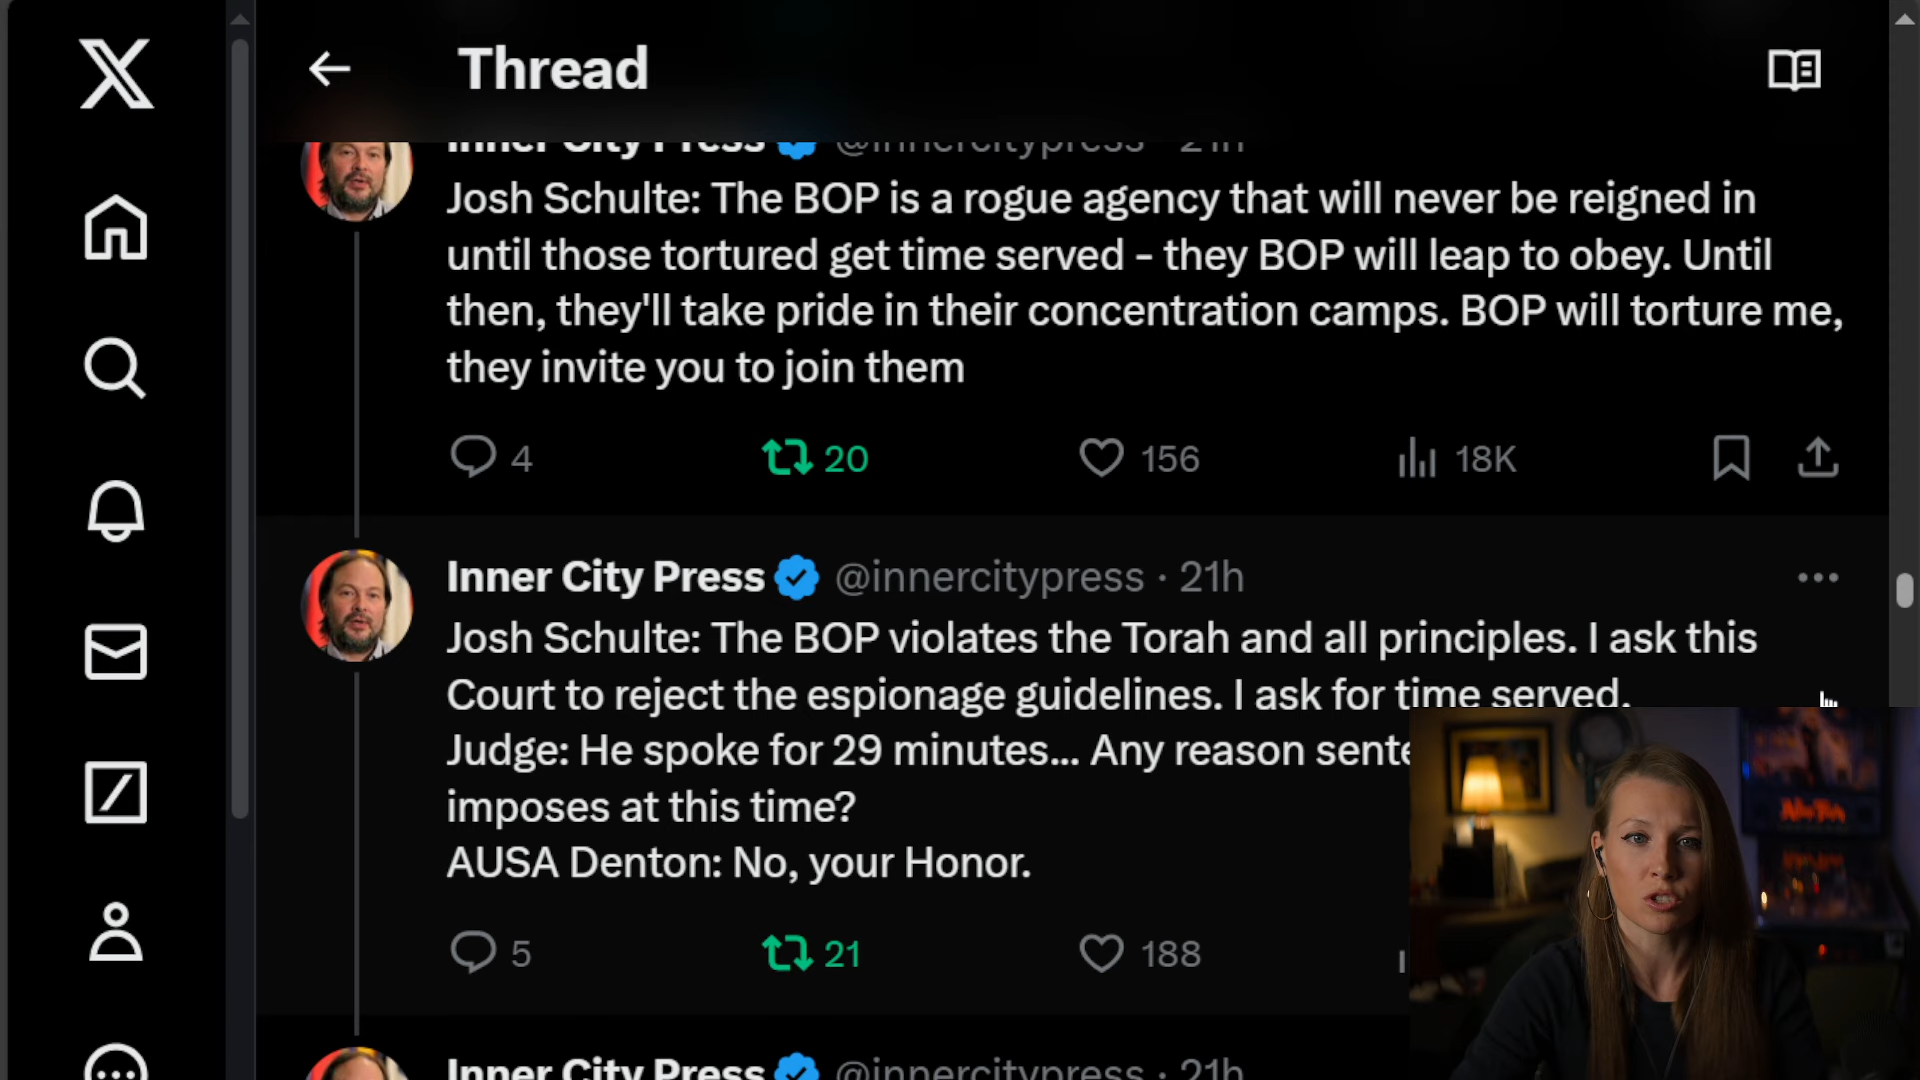 Thread
Inner City Press @innercitypress · 21h
Josh Schulte: The BOP is a rogue agency that will never be reigned in
until those tortured get time served - they BOP will leap to obey. Until
then, they'll take pride in their concentration camps. BOP will torture me,
they invite you to join them
4 20 156 18K
Inner City Press @innercitypress · 21h
Josh Schulte: The BOP violates the Torah and all principles. I ask this
Court to reject the espionage guidelines. I ask for time served.
Judge: He spoke for 29 minutes... Any reason sente
imposes at this time?
AUSA Denton: No, your Honor.
5 21 188
Inner City Press @innercitypress · 21h